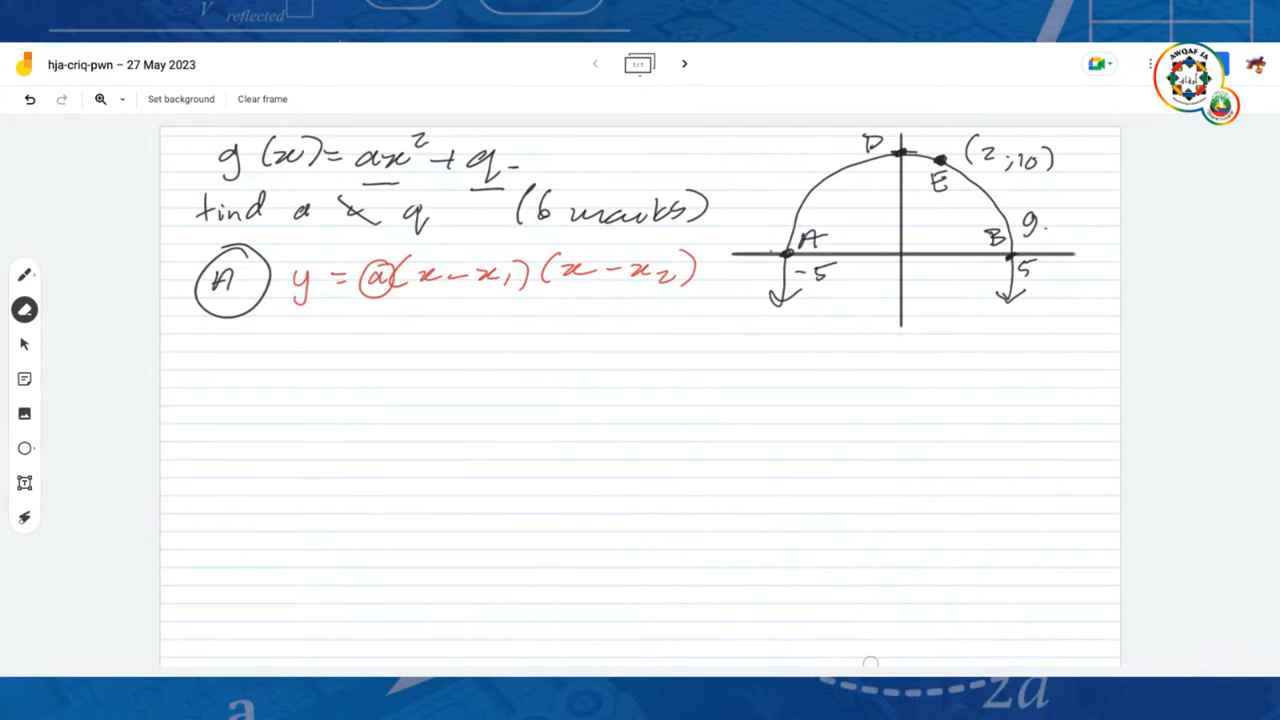 V reflected
hja-criq-pwn – 27 May 2023
1/1
Set background
Clear frame
AWQAF SA
g(x) = ax² + q
find a & q (6 marks)
A y = a(x - x₁)(x - x₂)
D
(2;10)
E
A
B
g
-5
5
a
2a